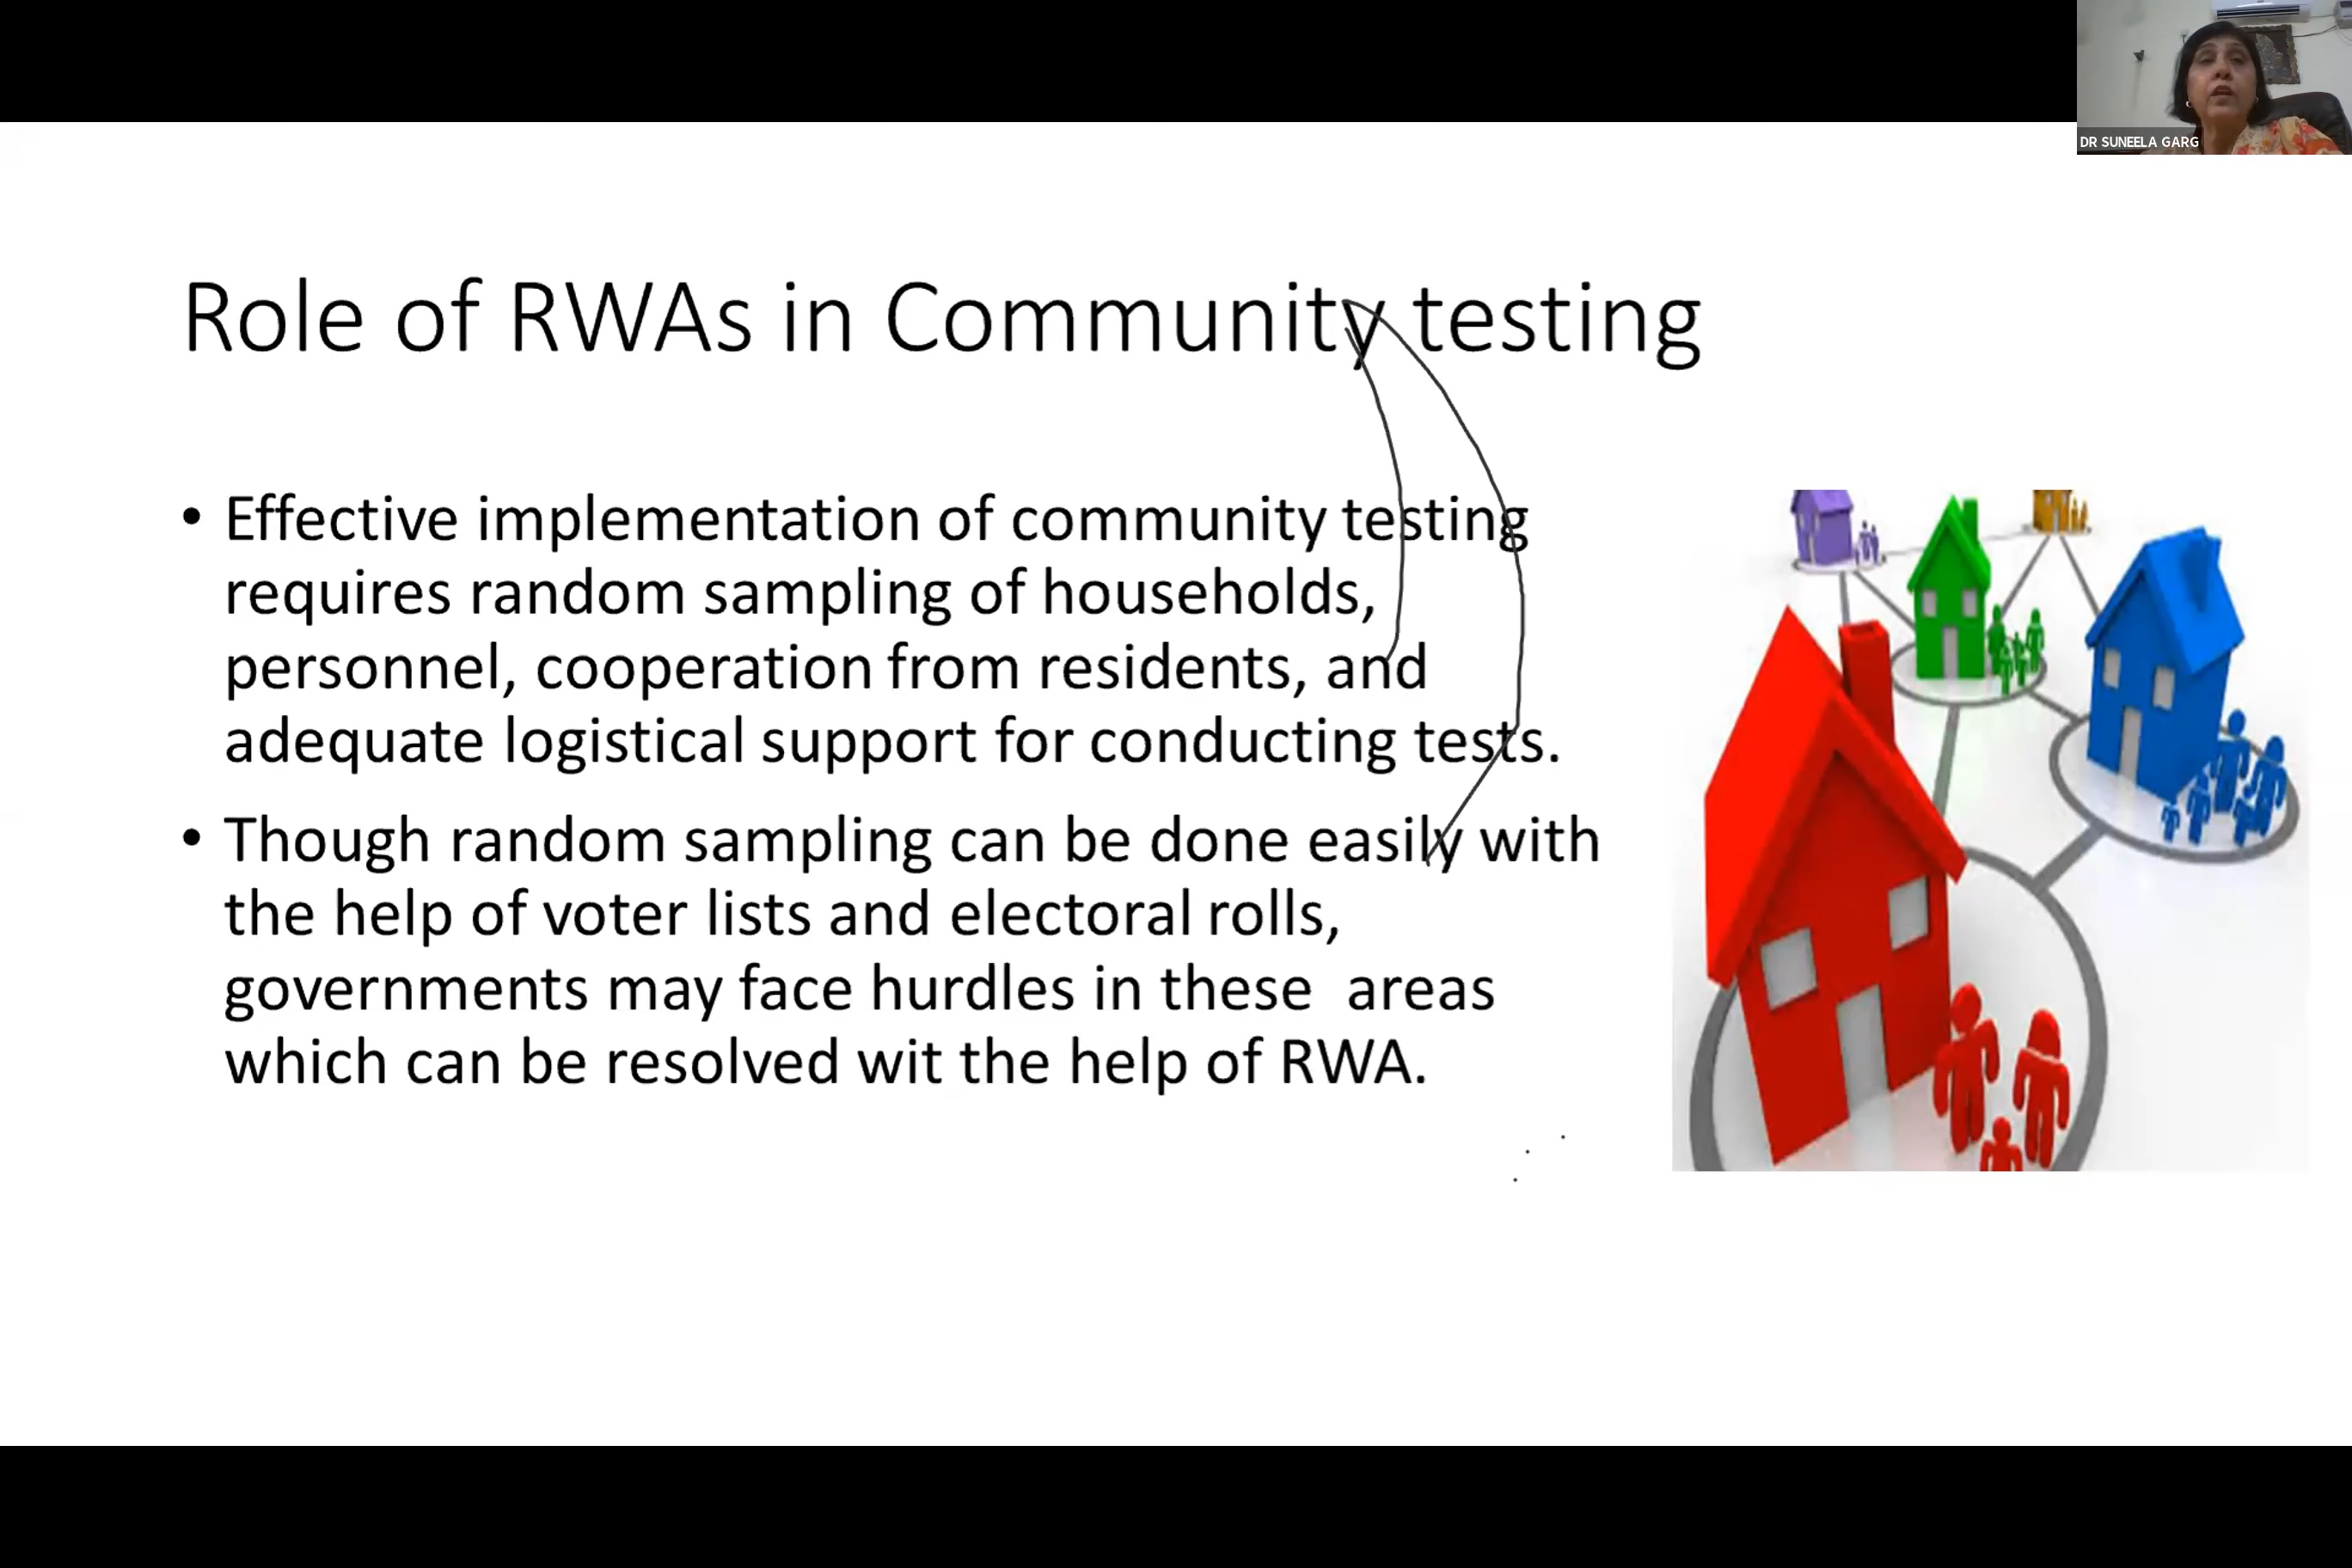 DR SUNEELA GARG
Role of RWAs in Community testing
• Effective implementation of community testing
requires random sampling of households,
personnel, cooperation from residents, and
adequate logistical support for conducting tests.
• Though random sampling can be done easily with
the help of voter lists and electoral rolls,
governments may face hurdles in these  areas
which can be resolved wit the help of RWA.